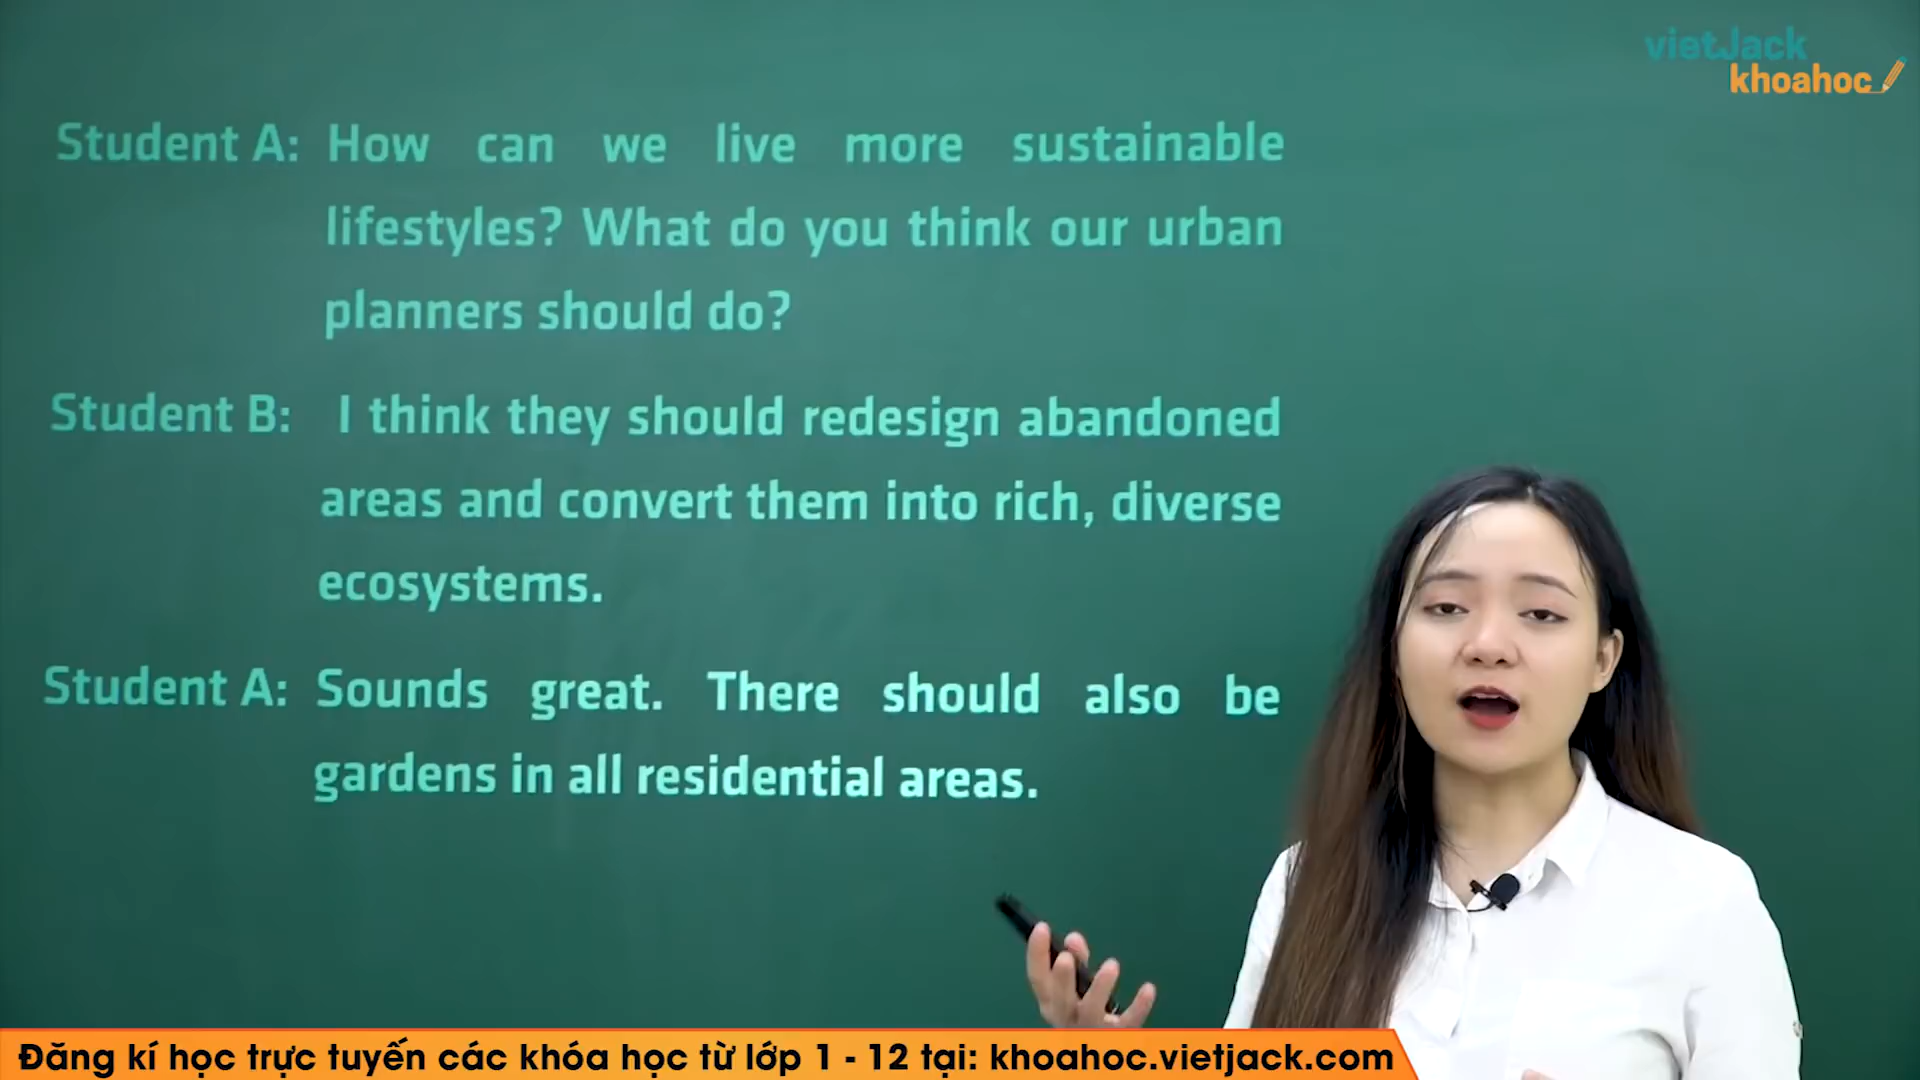 vietJack
khoahoc
Student A: How can we live more sustainable
lifestyles? What do you think our urban
planners should do?
Student B: I think they should redesign abandoned
areas and convert them into rich, diverse
ecosystems.
Student A: Sounds great. There should also be
gardens in all residential areas.
Đăng kí học trực tuyến các khóa học từ lớp 1 - 12 tại: khoahoc.vietjack.com